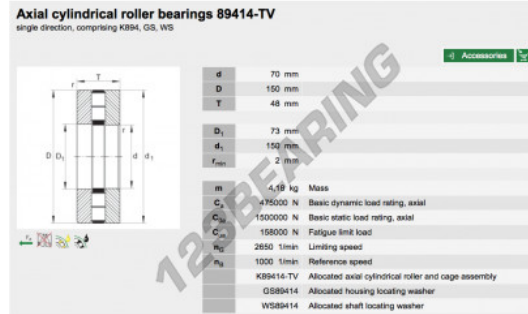 Axial cylindrical roller bearings 89414-TV
single direction, comprising K894, GS, WS
Accessories
d 70 mm
D 150 mm
T 48 mm
D₁ 73 mm
d₁ 150 mm
rmin 2 mm
m 4,18 kg Mass
Ca 475000 N Basic dynamic load rating, axial
C0a 1500000 N Basic static load rating, axial
Cua 158000 N Fatigue limit load
nG 2650 1/min Limiting speed
nB 1000 1/min Reference speed
K89414-TV Allocated axial cylindrical roller and cage assembly
GS89414 Allocated housing locating washer
WS89414 Allocated shaft locating washer
T
r
r
D D₁ d d₁
123BEARING